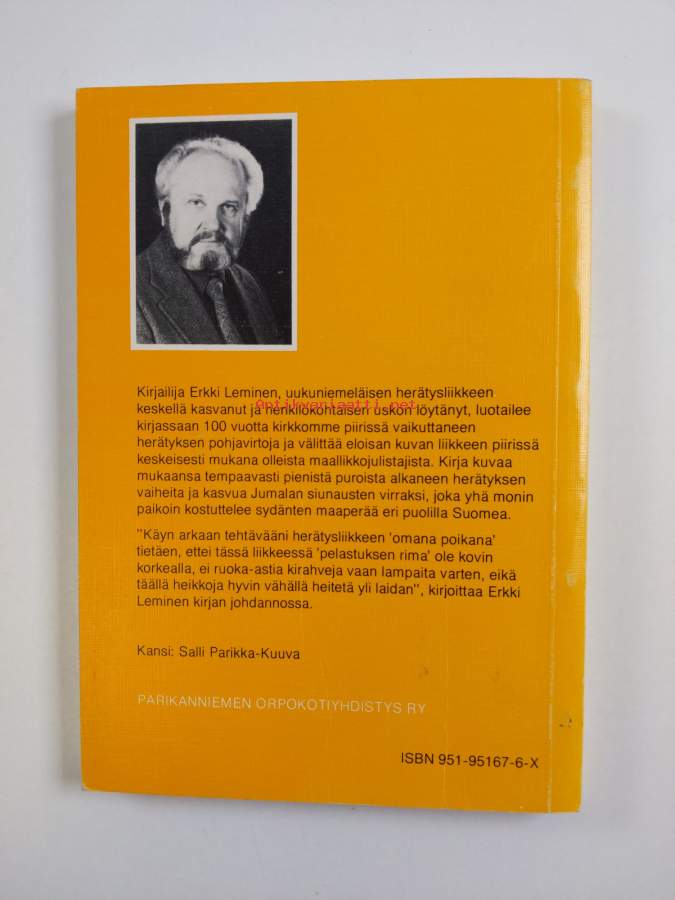 Kirjailija Erkki Leminen, uukuniemeläisen herätysliikkeen
keskellä kasvanut ja henkilökohtaisen uskon löytänyt, luotailee
Antikvariaatti.net
kirjassaan 100 vuotta kirkkomme piirissä vaikuttaneen
herätyksen pohjavirtoja ja välittää eloisan kuvan liikkeen piirissä
keskeisesti mukana olleista maallikkojulistajista. Kirja kuvaa
mukaansa tempaavasti pienistä puroista alkaneen herätyksen
vaiheita ja kasvua Jumalan siunausten virraksi, joka yhä monin
paikoin kostuttelee sydänten maaperää eri puolilla Suomea.
"Käyn arkaan tehtävääni herätysliikkeen 'omana poikana'
tietäen, ettei tässä liikkeessä 'pelastuksen rima' ole kovin
korkealla, ei ruoka-astia kirahveja vaan lampaita varten, eikä
täällä heikkoja hyvin vähällä heitetä yli laidan", kirjoittaa Erkki
Leminen kirjan johdannossa.
Kansi: Salli Parikka-Kuuva
PARIKANNIEMEN ORPOKOTIYHDISTYS RY
ISBN 951-95167-6-X